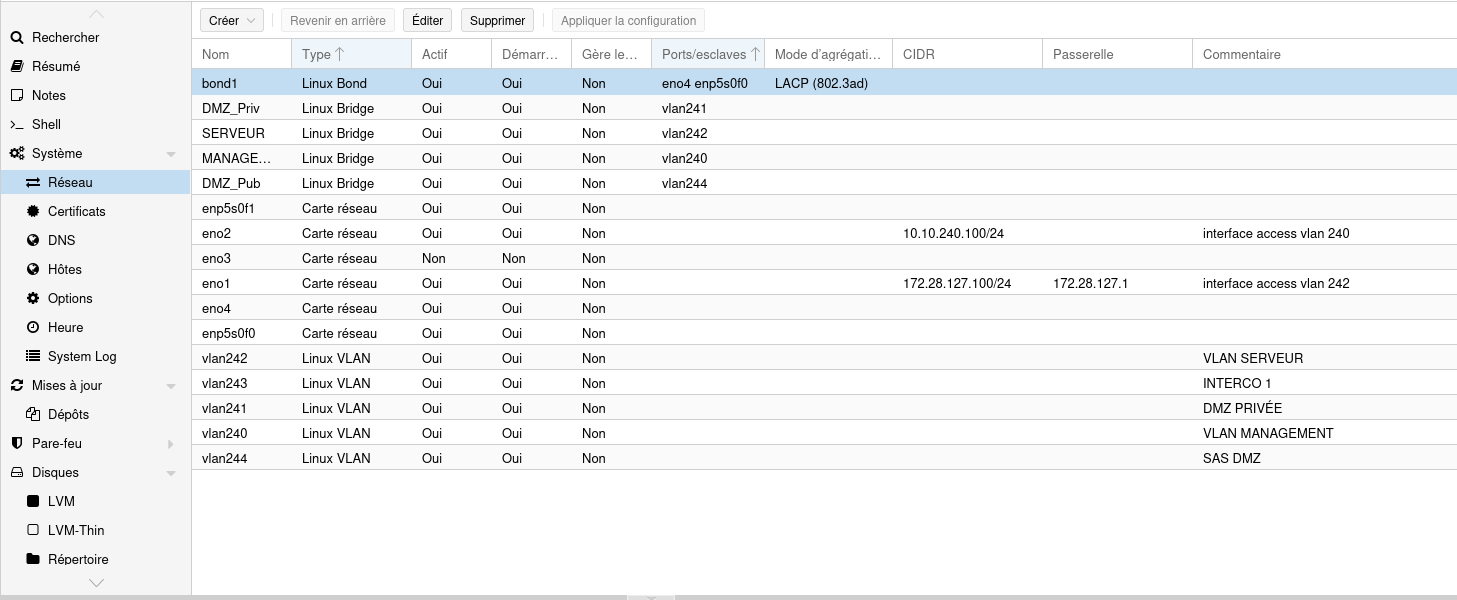 Créer Revenir en arrière Éditer Supprimer Appliquer la configuration
Rechercher
Résumé
Notes
>_ Shell
Système
Réseau
Certificats
DNS
Hôtes
Options
Heure
System Log
Mises à jour
Dépôts
Pare-feu
Disques
LVM
LVM-Thin
Répertoire
Nom Type Actif Démarr… Gère le… Ports/esclaves Mode d'agrégati… CIDR Passerelle Commentaire
bond1 Linux Bond Oui Oui Non eno4 enp5s0f0 LACP (802.3ad)
DMZ_Priv Linux Bridge Oui Oui Non vlan241
SERVEUR Linux Bridge Oui Oui Non vlan242
MANAGE… Linux Bridge Oui Oui Non vlan240
DMZ_Pub Linux Bridge Oui Oui Non vlan244
enp5s0f1 Carte réseau Oui Oui Non
eno2 Carte réseau Oui Oui Non 10.10.240.100/24 interface access vlan 240
eno3 Carte réseau Non Non Non
eno1 Carte réseau Oui Oui Non 172.28.127.100/24 172.28.127.1 interface access vlan 242
eno4 Carte réseau Oui Oui Non
enp5s0f0 Carte réseau Oui Oui Non
vlan242 Linux VLAN Oui Oui Non VLAN SERVEUR
vlan243 Linux VLAN Oui Oui Non INTERCO 1
vlan241 Linux VLAN Oui Oui Non DMZ PRIVÉE
vlan240 Linux VLAN Oui Oui Non VLAN MANAGEMENT
vlan244 Linux VLAN Oui Oui Non SAS DMZ